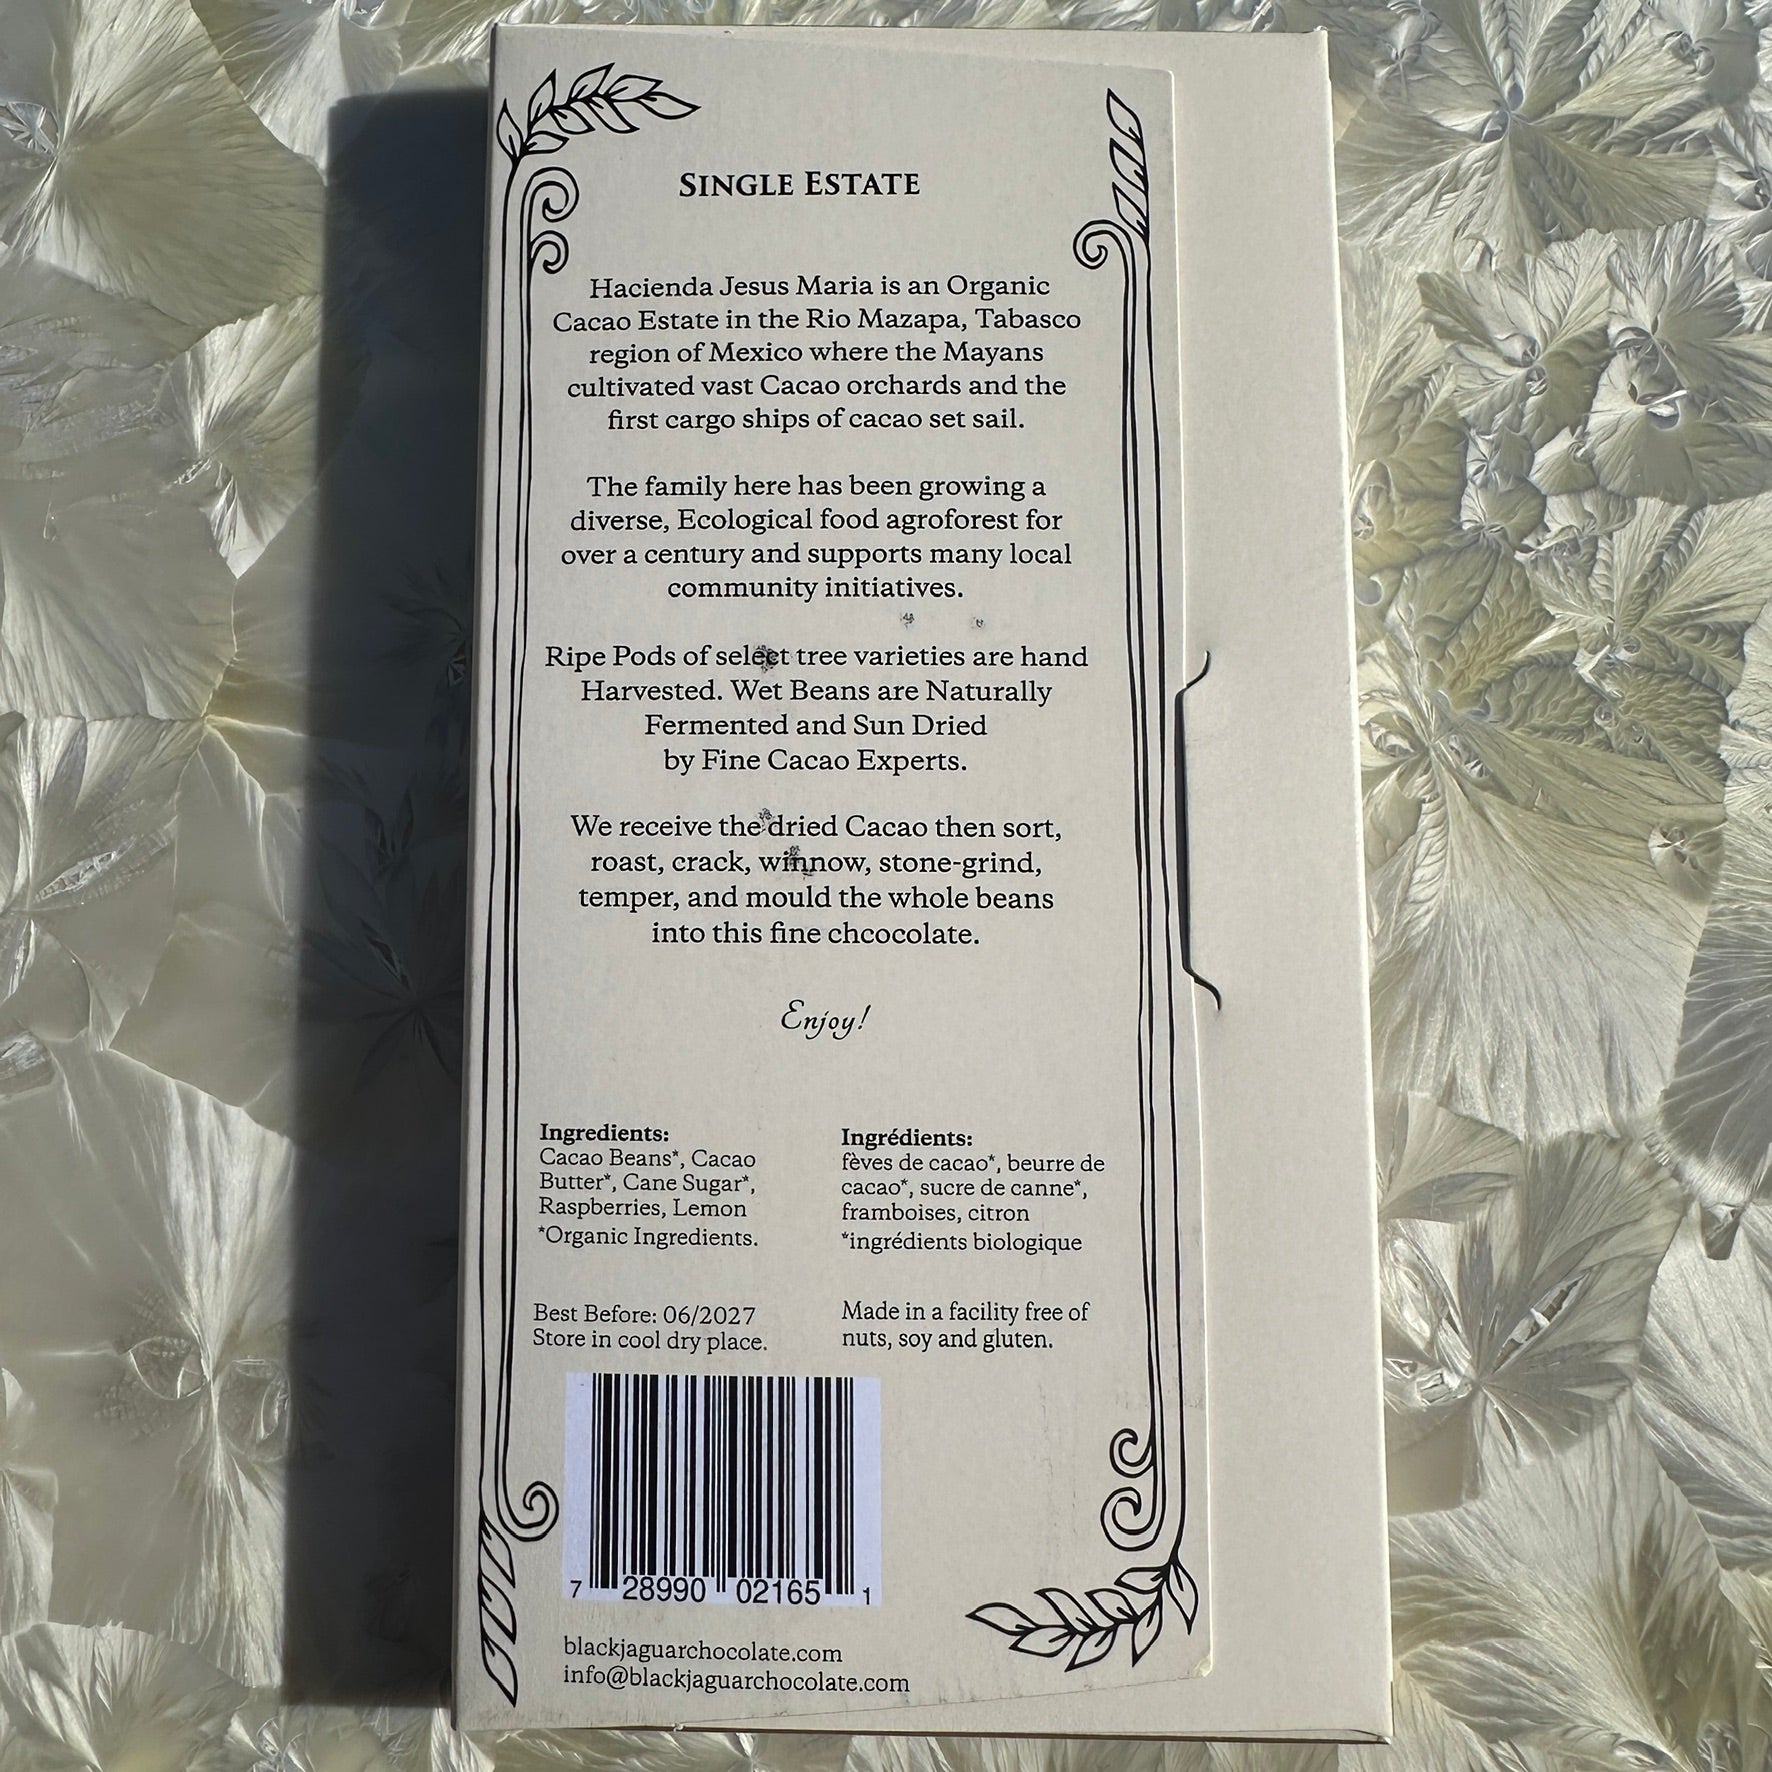 SINGLE ESTATE
Hacienda Jesus Maria is an Organic
Cacao Estate in the Rio Mazapa, Tabasco
region of Mexico where the Mayans
cultivated vast Cacao orchards and the
first cargo ships of cacao set sail.
The family here has been growing a
diverse, Ecological food agroforest for
over a century and supports many local
community initiatives.
Ripe Pods of select tree varieties are hand
Harvested. Wet Beans are Naturally
Fermented and Sun Dried
by Fine Cacao Experts.
We receive the dried Cacao then sort,
roast, crack, winnow, stone-grind,
temper, and mould the whole beans
into this fine chcocolate.
Enjoy!
Ingredients:
Cacao Beans*, Cacao
Butter*, Cane Sugar*,
Raspberries, Lemon
*Organic Ingredients.
Ingrédients:
fèves de cacao*, beurre de
cacao*, sucre de canne*,
framboises, citron
*ingrédients biologique
Best Before: 06/2027
Store in cool dry place.
Made in a facility free of
nuts, soy and gluten.
7 28990 02165 1
blackjaguarchocolate.com
info@blackjaguarchocolate.com